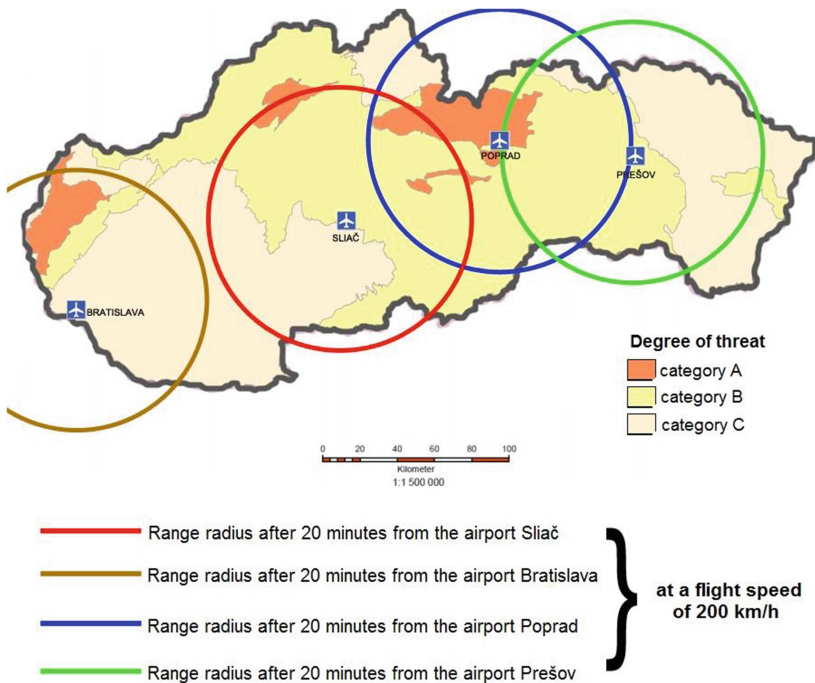 POPRAD
PREŠOV
SLIAČ
BRATISLAVA
Degree of threat
category A
category B
category C
0 20 40 60 80 100
Kilometer
1:1 500 000
Range radius after 20 minutes from the airport Sliač
Range radius after 20 minutes from the airport Bratislava
Range radius after 20 minutes from the airport Poprad
Range radius after 20 minutes from the airport Prešov
at a flight speed
of 200 km/h